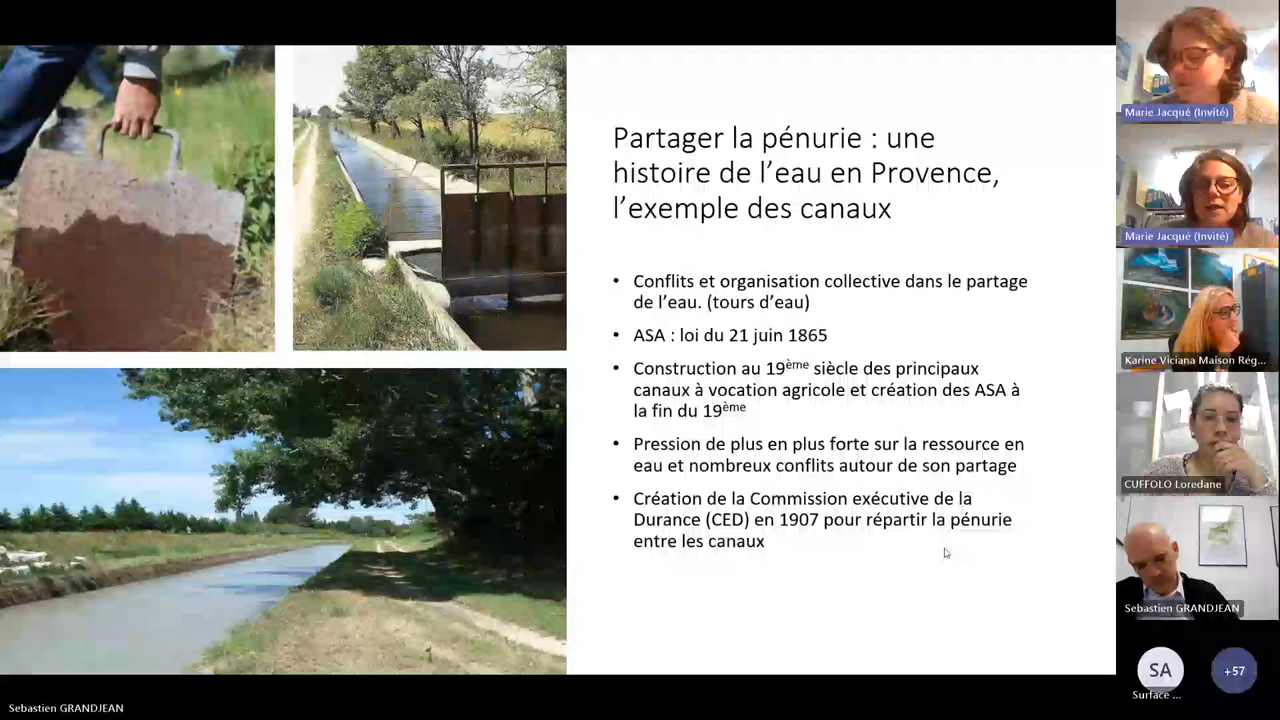 Partager la pénurie : une
histoire de l’eau en Provence,
l’exemple des canaux
• Conflits et organisation collective dans le partage
de l’eau. (tours d’eau)
• ASA : loi du 21 juin 1865
• Construction au 19ème siècle des principaux
canaux à vocation agricole et création des ASA à
la fin du 19ème
• Pression de plus en plus forte sur la ressource en
eau et nombreux conflits autour de son partage
• Création de la Commission exécutive de la
Durance (CED) en 1907 pour répartir la pénurie
entre les canaux
Marie Jacqué (Invité)
Marie Jacqué (Invité)
Karine Viciana Maison Rég...
CUFFOLO Loredane
Sebastien GRANDJEAN
SA
+57
Surface ...
Sebastien GRANDJEAN